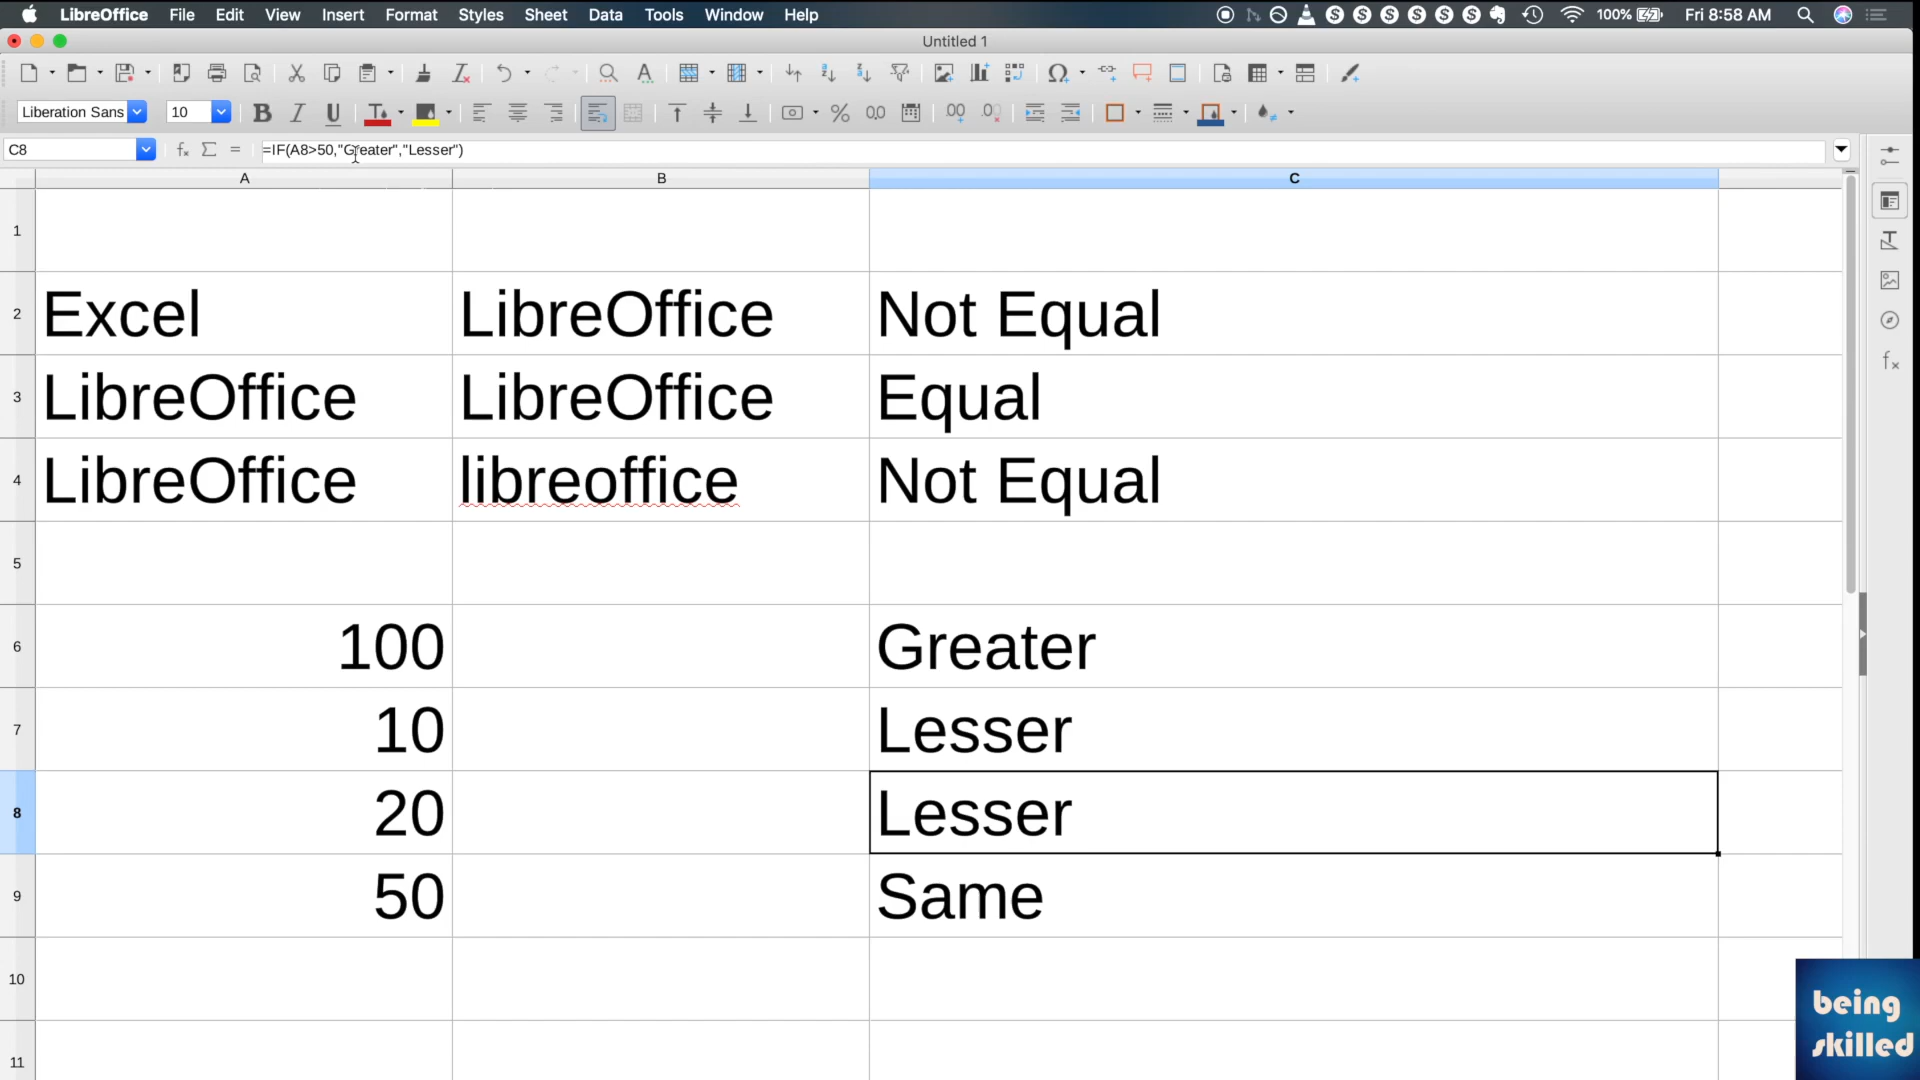 LibreOffice File Edit View Insert Format Styles Sheet Data Tools Window Help 100% Fri 8:58 AM
Untitled 1
Liberation Sans 10
C8 =IF(A8>50,"Greater","Lesser")
A B C
1
2 Excel LibreOffice Not Equal
3 LibreOffice LibreOffice Equal
4 LibreOffice libreoffice Not Equal
5
6 100 Greater
7 10 Lesser
8 20 Lesser
9 50 Same
10
11
being
skilled